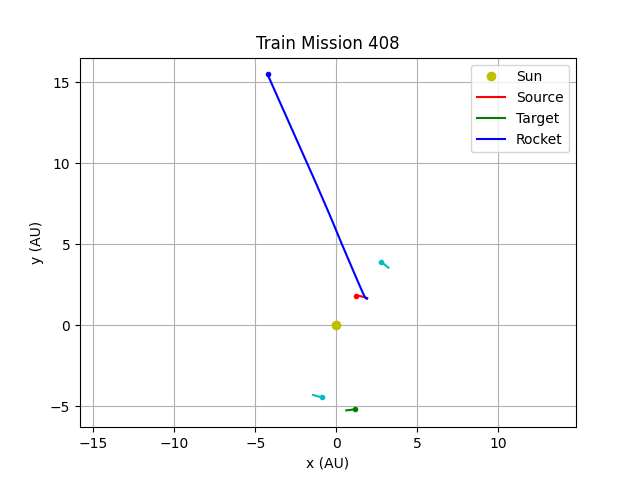 Train Mission 408
Sun
Source
Target
Rocket
15
10
5
0
−5
−15
−10
−5
0
5
10
y (AU)
x (AU)